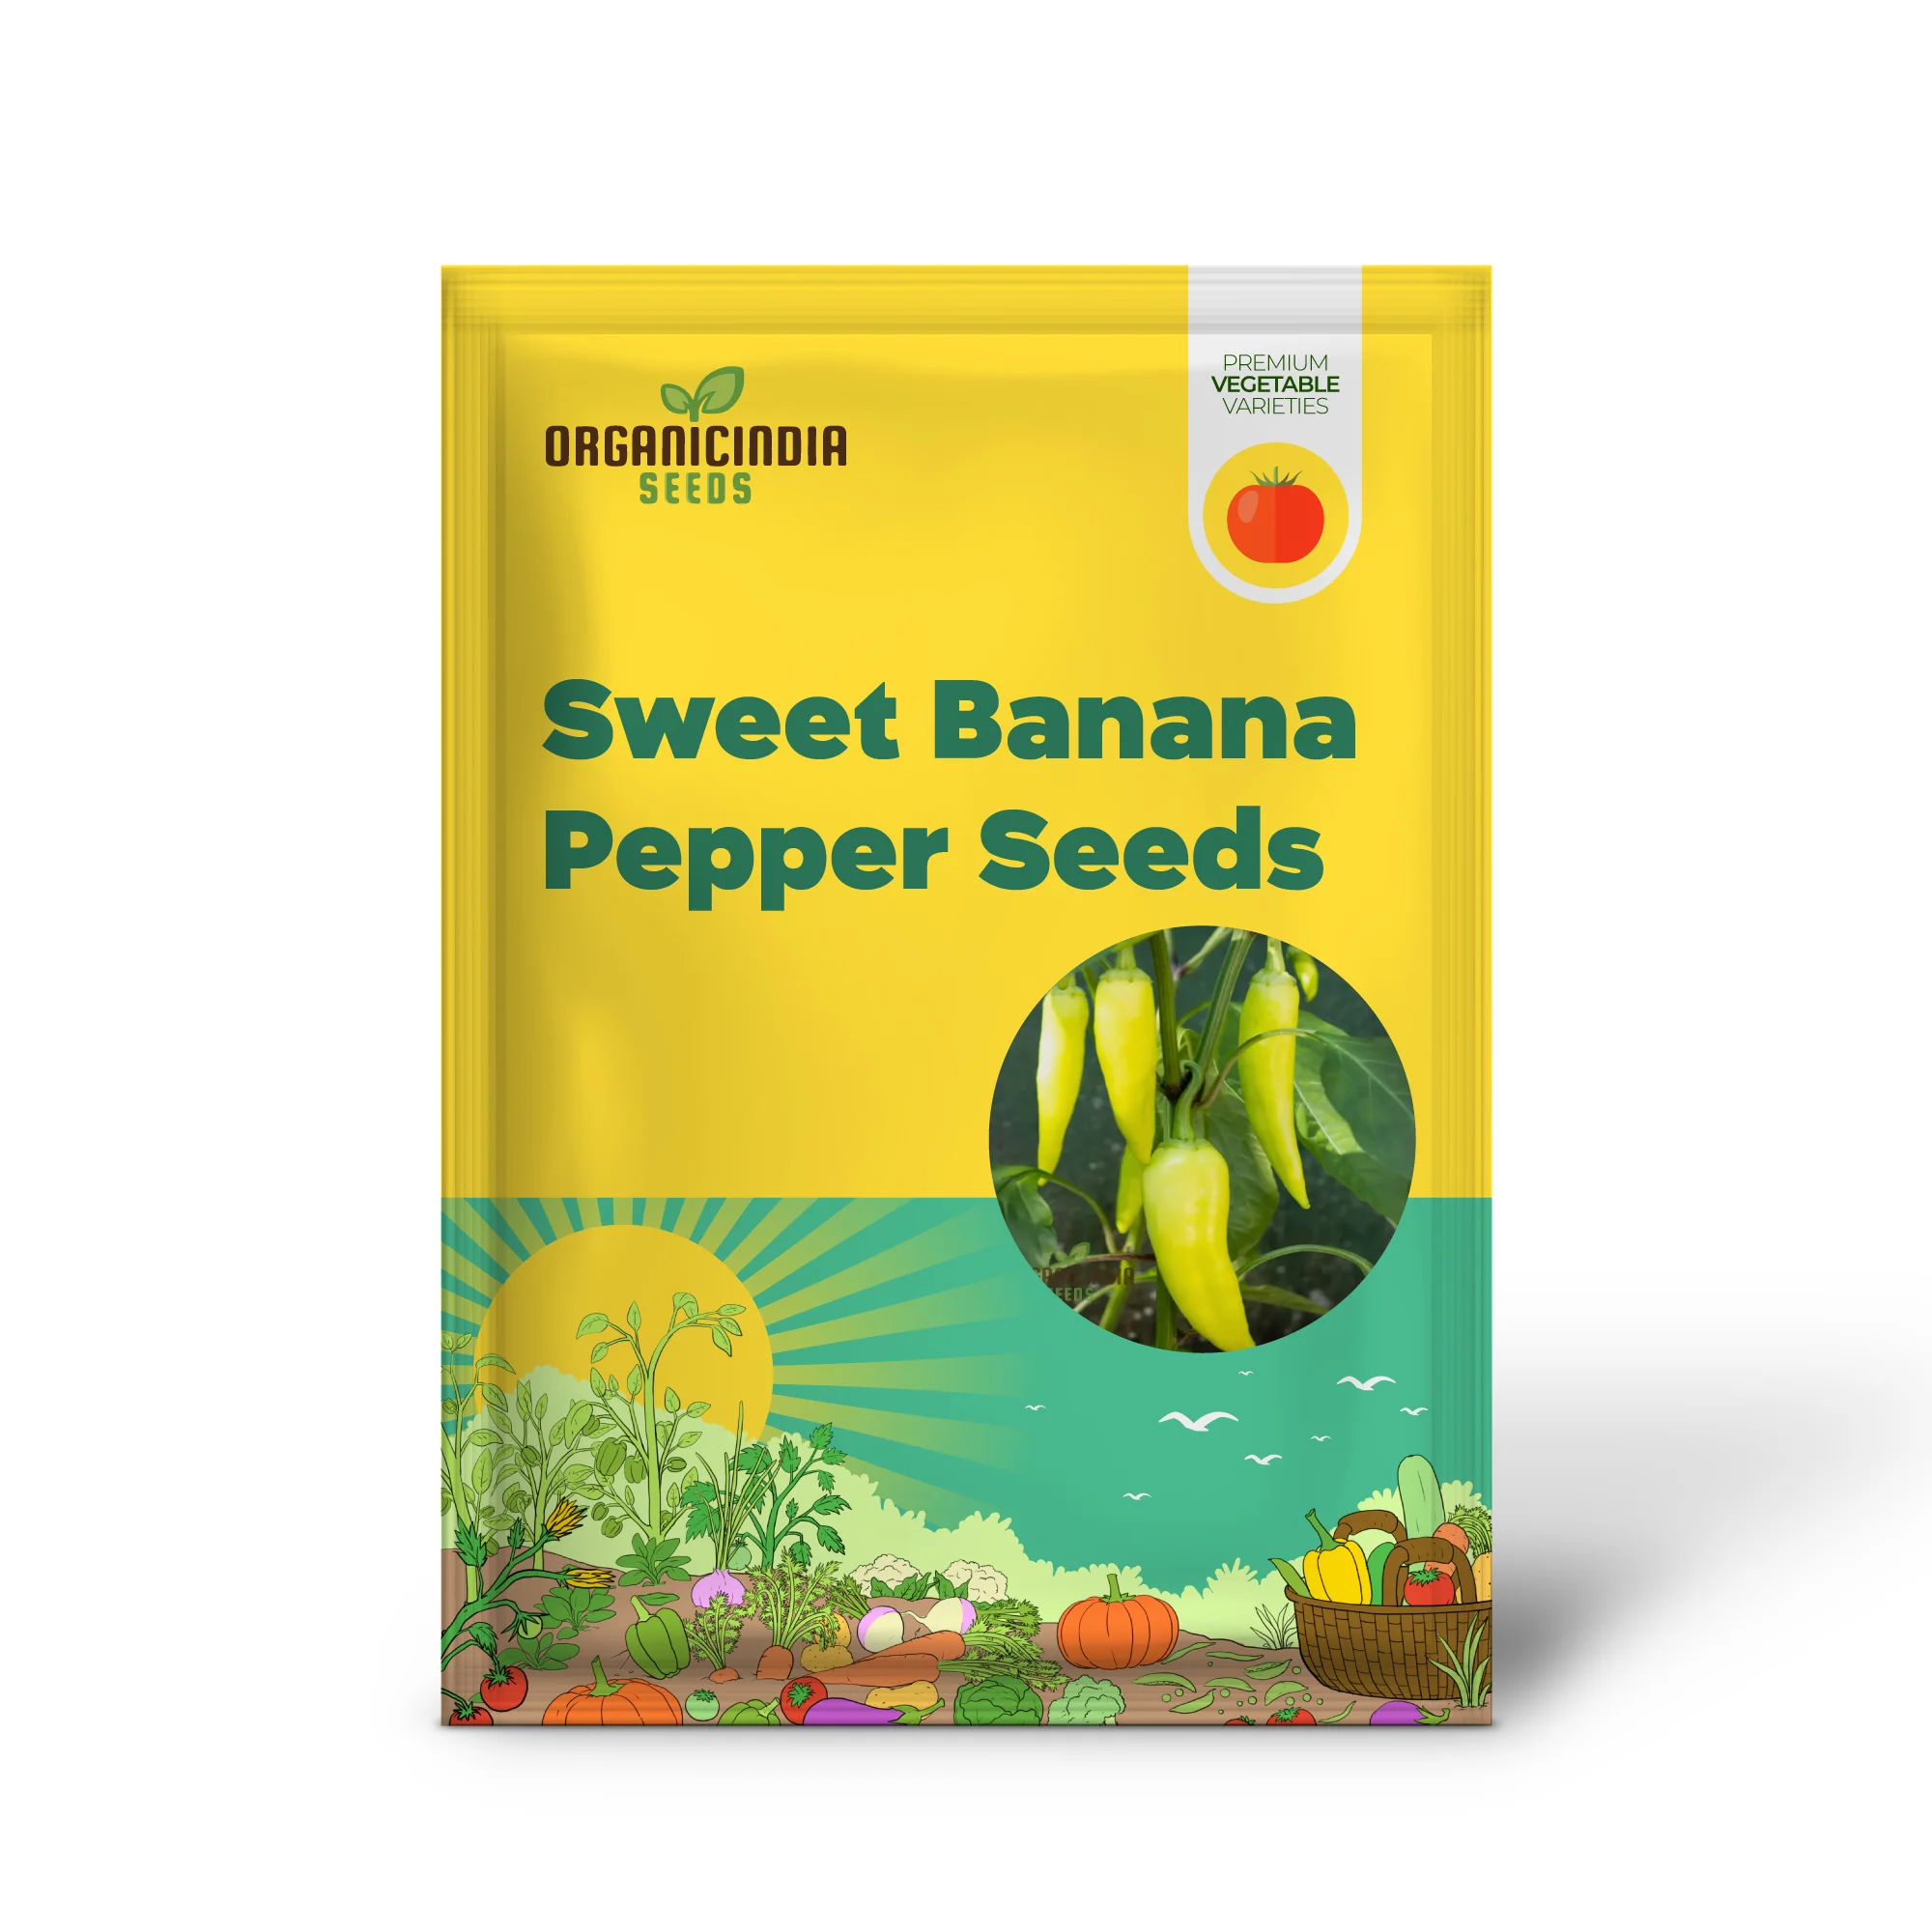 ORGANICINDIA
SEEDS
PREMIUM
VEGETABLE
VARIETIES
Sweet Banana
Pepper Seeds